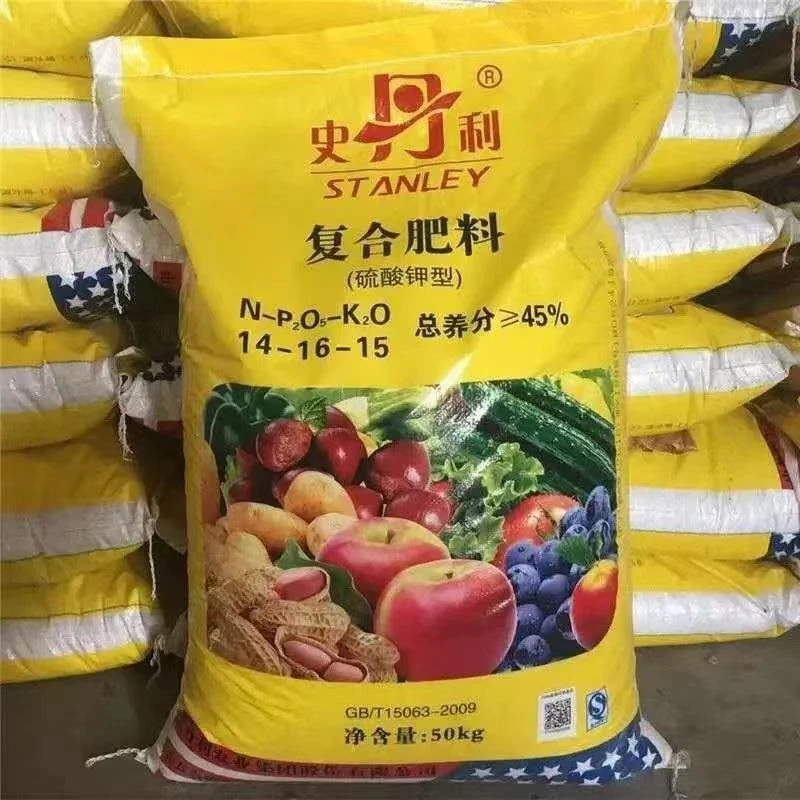 史丹利®
STANLEY
复合肥料
(硫酸钾型)
N-P₂O₅-K₂O
14-16-15
总养分≥45%
GB/T15063-2009
净含量:50kg